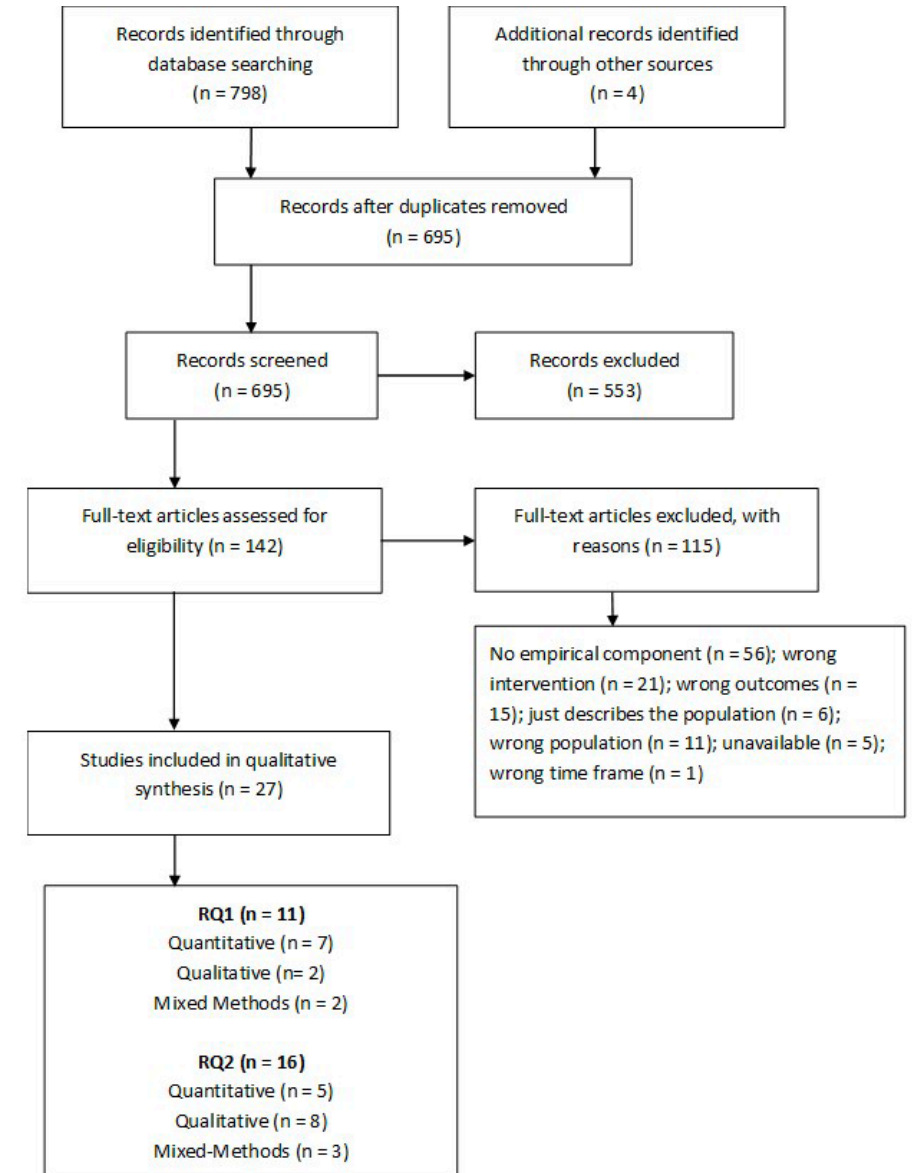 Records identified through
database searching
(n = 798)
Additional records identified
through other sources
(n = 4)
Records after duplicates removed
(n = 695)
Records screened
(n = 695)
Records excluded
(n = 553)
Full-text articles assessed for
eligibility (n = 142)
Full-text articles excluded, with
reasons (n = 115)
No empirical component (n = 56); wrong
intervention (n = 21); wrong outcomes (n =
15); just describes the population (n = 6);
wrong population (n = 11); unavailable (n = 5);
wrong time frame (n = 1)
Studies included in qualitative
synthesis (n = 27)
RQ1 (n = 11)
Quantitative (n = 7)
Qualitative (n= 2)
Mixed Methods (n = 2)
RQ2 (n = 16)
Quantitative (n = 5)
Qualitative (n = 8)
Mixed-Methods (n = 3)